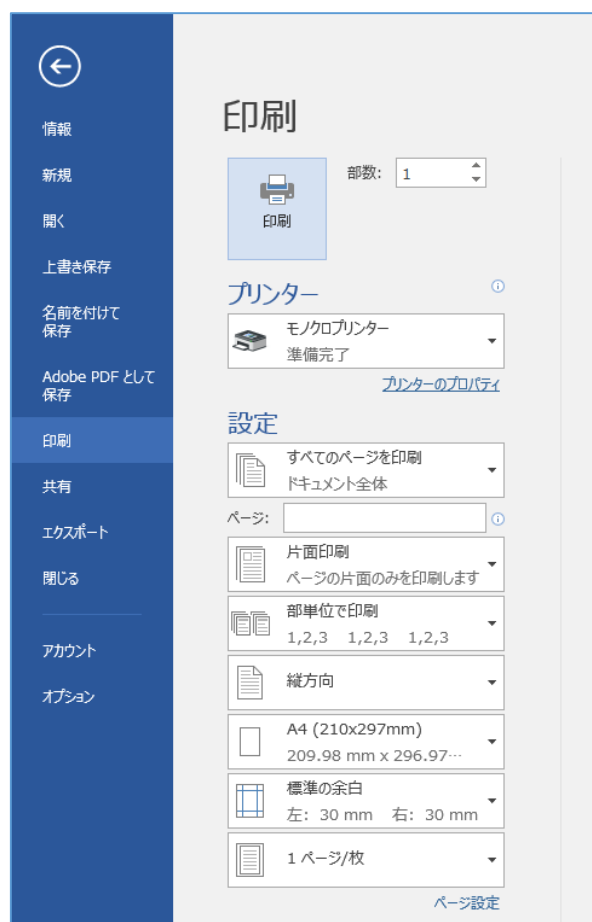 情報
新規
開く
上書き保存
名前を付けて
保存
Adobe PDF として
保存
印刷
共有
エクスポート
閉じる
アカウント
オプション
印刷
部数: 1
印刷
プリンター
モノクロプリンター
準備完了
プリンターのプロパティ
設定
すべてのページを印刷
ドキュメント全体
ページ:
片面印刷
ページの片面のみを印刷します
部単位で印刷
1,2,3 1,2,3 1,2,3
縦方向
A4 (210x297mm)
209.98 mm x 296.97…
標準の余白
左: 30 mm 右: 30 mm
1 ページ/枚
ページ設定